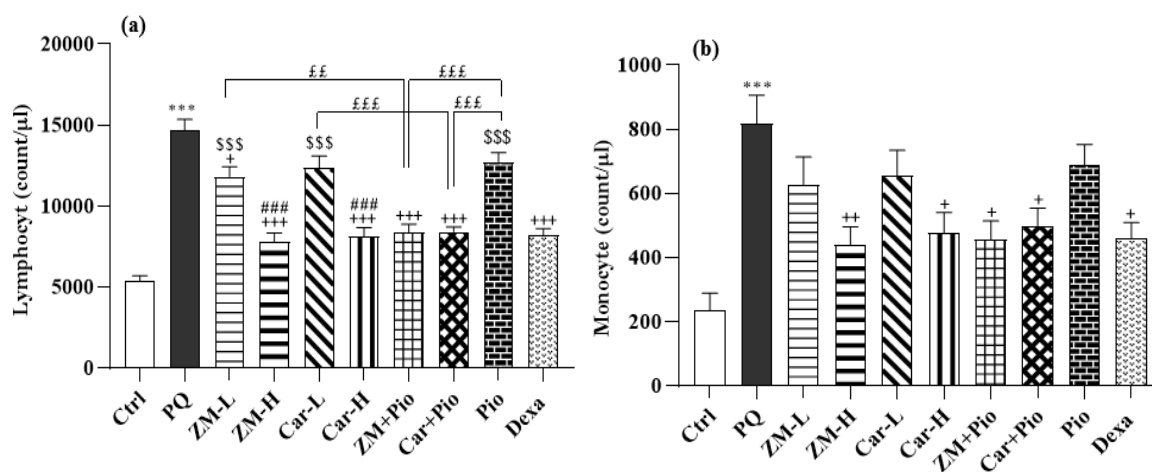 (a)
20000
15000
10000
5000
0
Lymphocyt (count/µl)
££
£££
£££
£££
***
$$$
+
###
+++
$$$
###
+++
+++
+++
$$$
+++
Ctrl
PQ
ZM-L
ZM-H
Car-L
Car-H
ZM+Pio
Car+Pio
Pio
Dexa
(b)
1000
800
600
400
200
0
Monocyte (count/µl)
***
++
+
+
+
+
Ctrl
PQ
ZM-L
ZM-H
Car-L
Car-H
ZM+Pio
Car+Pio
Pio
Dexa